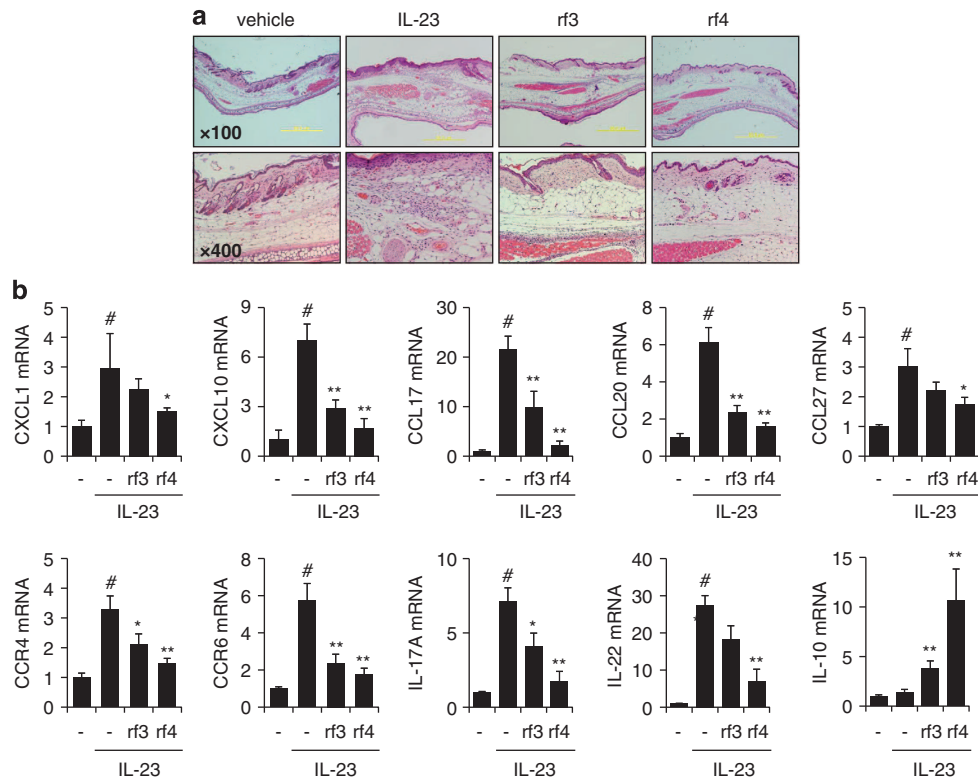 a
vehicle IL-23 rf3 rf4
×100
×400
b
CXCL1 mRNA
5
4
3
2
1
0
#
*
- - rf3 rf4
IL-23
CXCL10 mRNA
9
6
3
0
#
**
**
- - rf3 rf4
IL-23
CCL17 mRNA
30
20
10
0
#
**
**
- - rf3 rf4
IL-23
CCL20 mRNA
8
6
4
2
0
#
**
**
- - rf3 rf4
IL-23
CCL27 mRNA
5
4
3
2
1
0
#
*
- - rf3 rf4
IL-23
CCR4 mRNA
5
4
3
2
1
0
#
*
**
- - rf3 rf4
IL-23
CCR6 mRNA
8
6
4
2
0
#
**
**
- - rf3 rf4
IL-23
IL-17A mRNA
10
5
0
#
*
**
- - rf3 rf4
IL-23
IL-22 mRNA
40
30
20
10
0
*
#
**
- - rf3 rf4
IL-23
IL-10 mRNA
15
10
5
0
**
**
- - rf3 rf4
IL-23